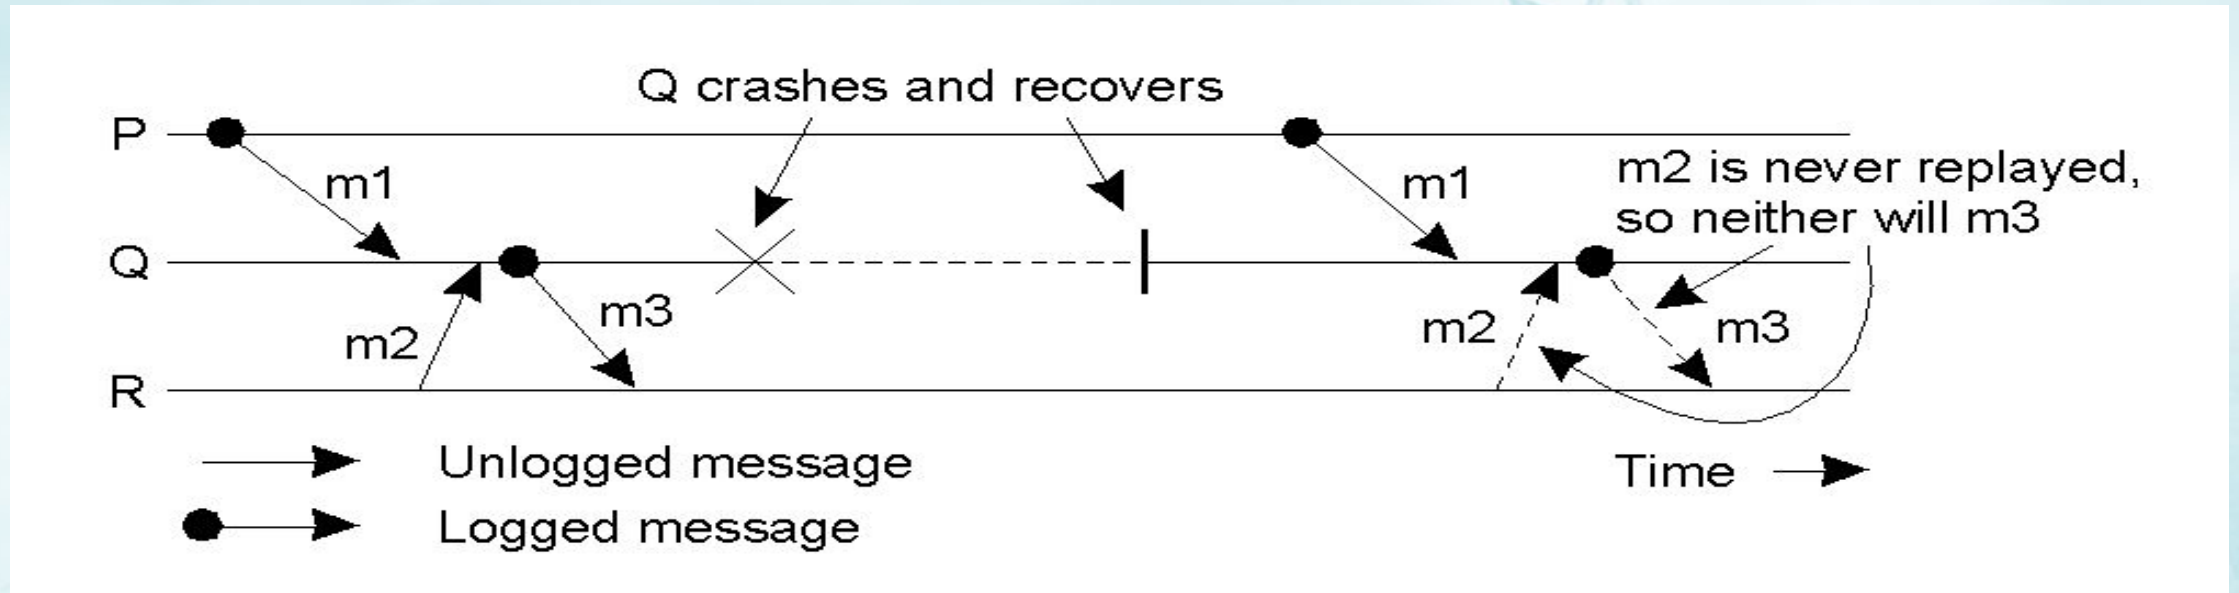 Q crashes and recovers
P
m1
m1
m2 is never replayed,
so neither will m3
Q
m2
m3
m2
m3
R
Unlogged message
Time
Logged message